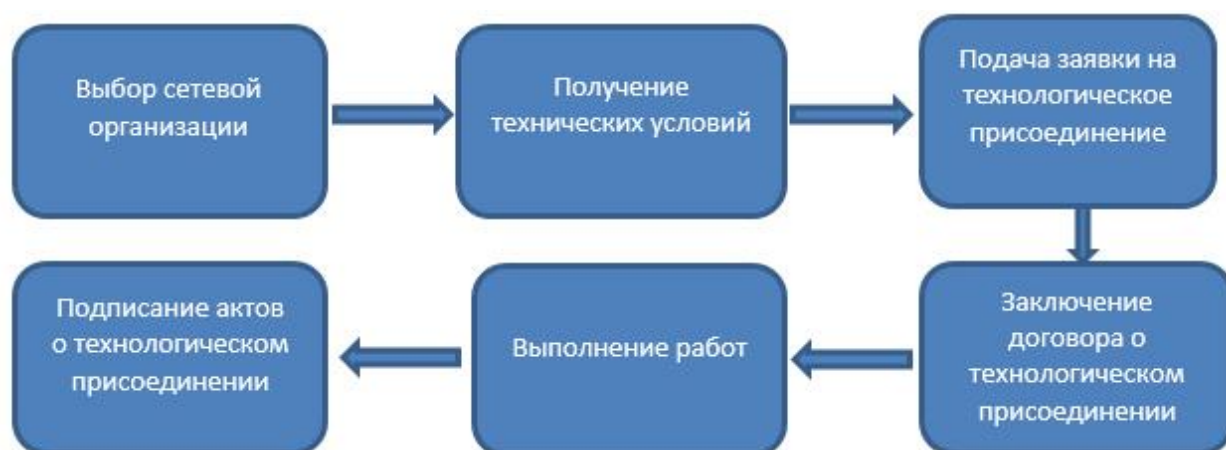 Выбор сетевой
организации
Получение
технических условий
Подача заявки на
технологическое
присоединение
Заключение
договора о
технологическом
присоединении
Выполнение работ
Подписание актов
о технологическом
присоединении